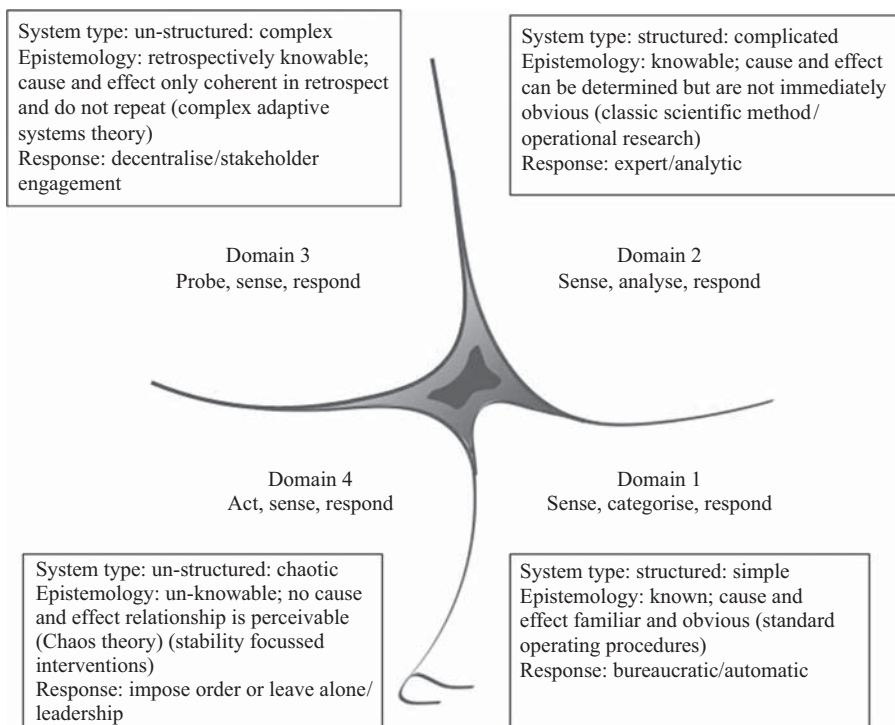 System type: un-structured: complex
Epistemology: retrospectively knowable;
cause and effect only coherent in retrospect
and do not repeat (complex adaptive
systems theory)
Response: decentralise/stakeholder
engagement
System type: structured: complicated
Epistemology: knowable; cause and effect
can be determined but are not immediately
obvious (classic scientific method/
operational research)
Response: expert/analytic
Domain 3
Probe, sense, respond
Domain 2
Sense, analyse, respond
Domain 4
Act, sense, respond
Domain 1
Sense, categorise, respond
System type: un-structured: chaotic
Epistemology: un-knowable; no cause
and effect relationship is perceivable
(Chaos theory) (stability focussed
interventions)
Response: impose order or leave alone/
leadership
System type: structured: simple
Epistemology: known; cause and
effect familiar and obvious (standard
operating procedures)
Response: bureaucratic/automatic